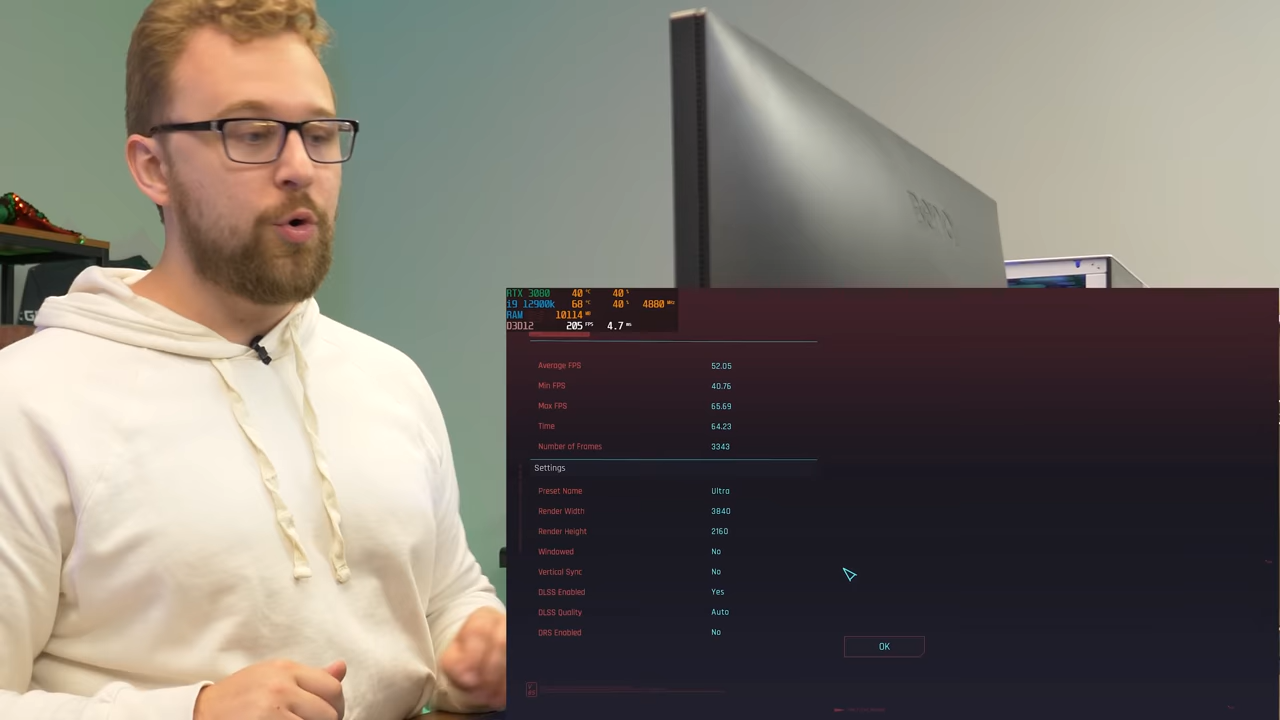 RTX 3080 40 °C 40 %
i9 12900k 68 °C 40 % 4880 MHz
RAM 10114 MB
D3D12 205 FPS 4.7 ms
Average FPS 52.05
Min FPS 40.76
Max FPS 65.69
Time 64.23
Number of Frames 3343
Settings
Preset Name Ultra
Render Width 3840
Render Height 2160
Windowed No
Vertical Sync No
DLSS Enabled Yes
DLSS Quality Auto
DRS Enabled No
OK